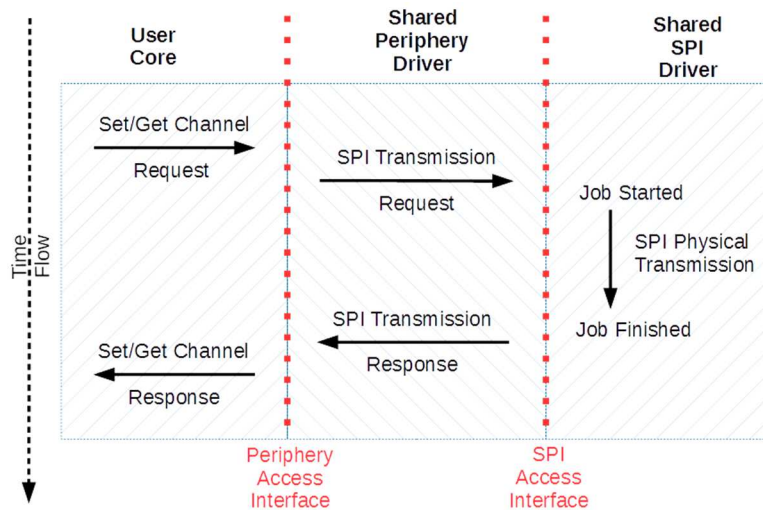 User
Core
Shared
Periphery
Driver
Shared
SPI
Driver
Time
Flow
Set/Get Channel
Request
SPI Transmission
Request
Job Started
SPI Physical
Transmission
Job Finished
SPI Transmission
Response
Set/Get Channel
Response
Periphery
Access
Interface
SPI
Access
Interface